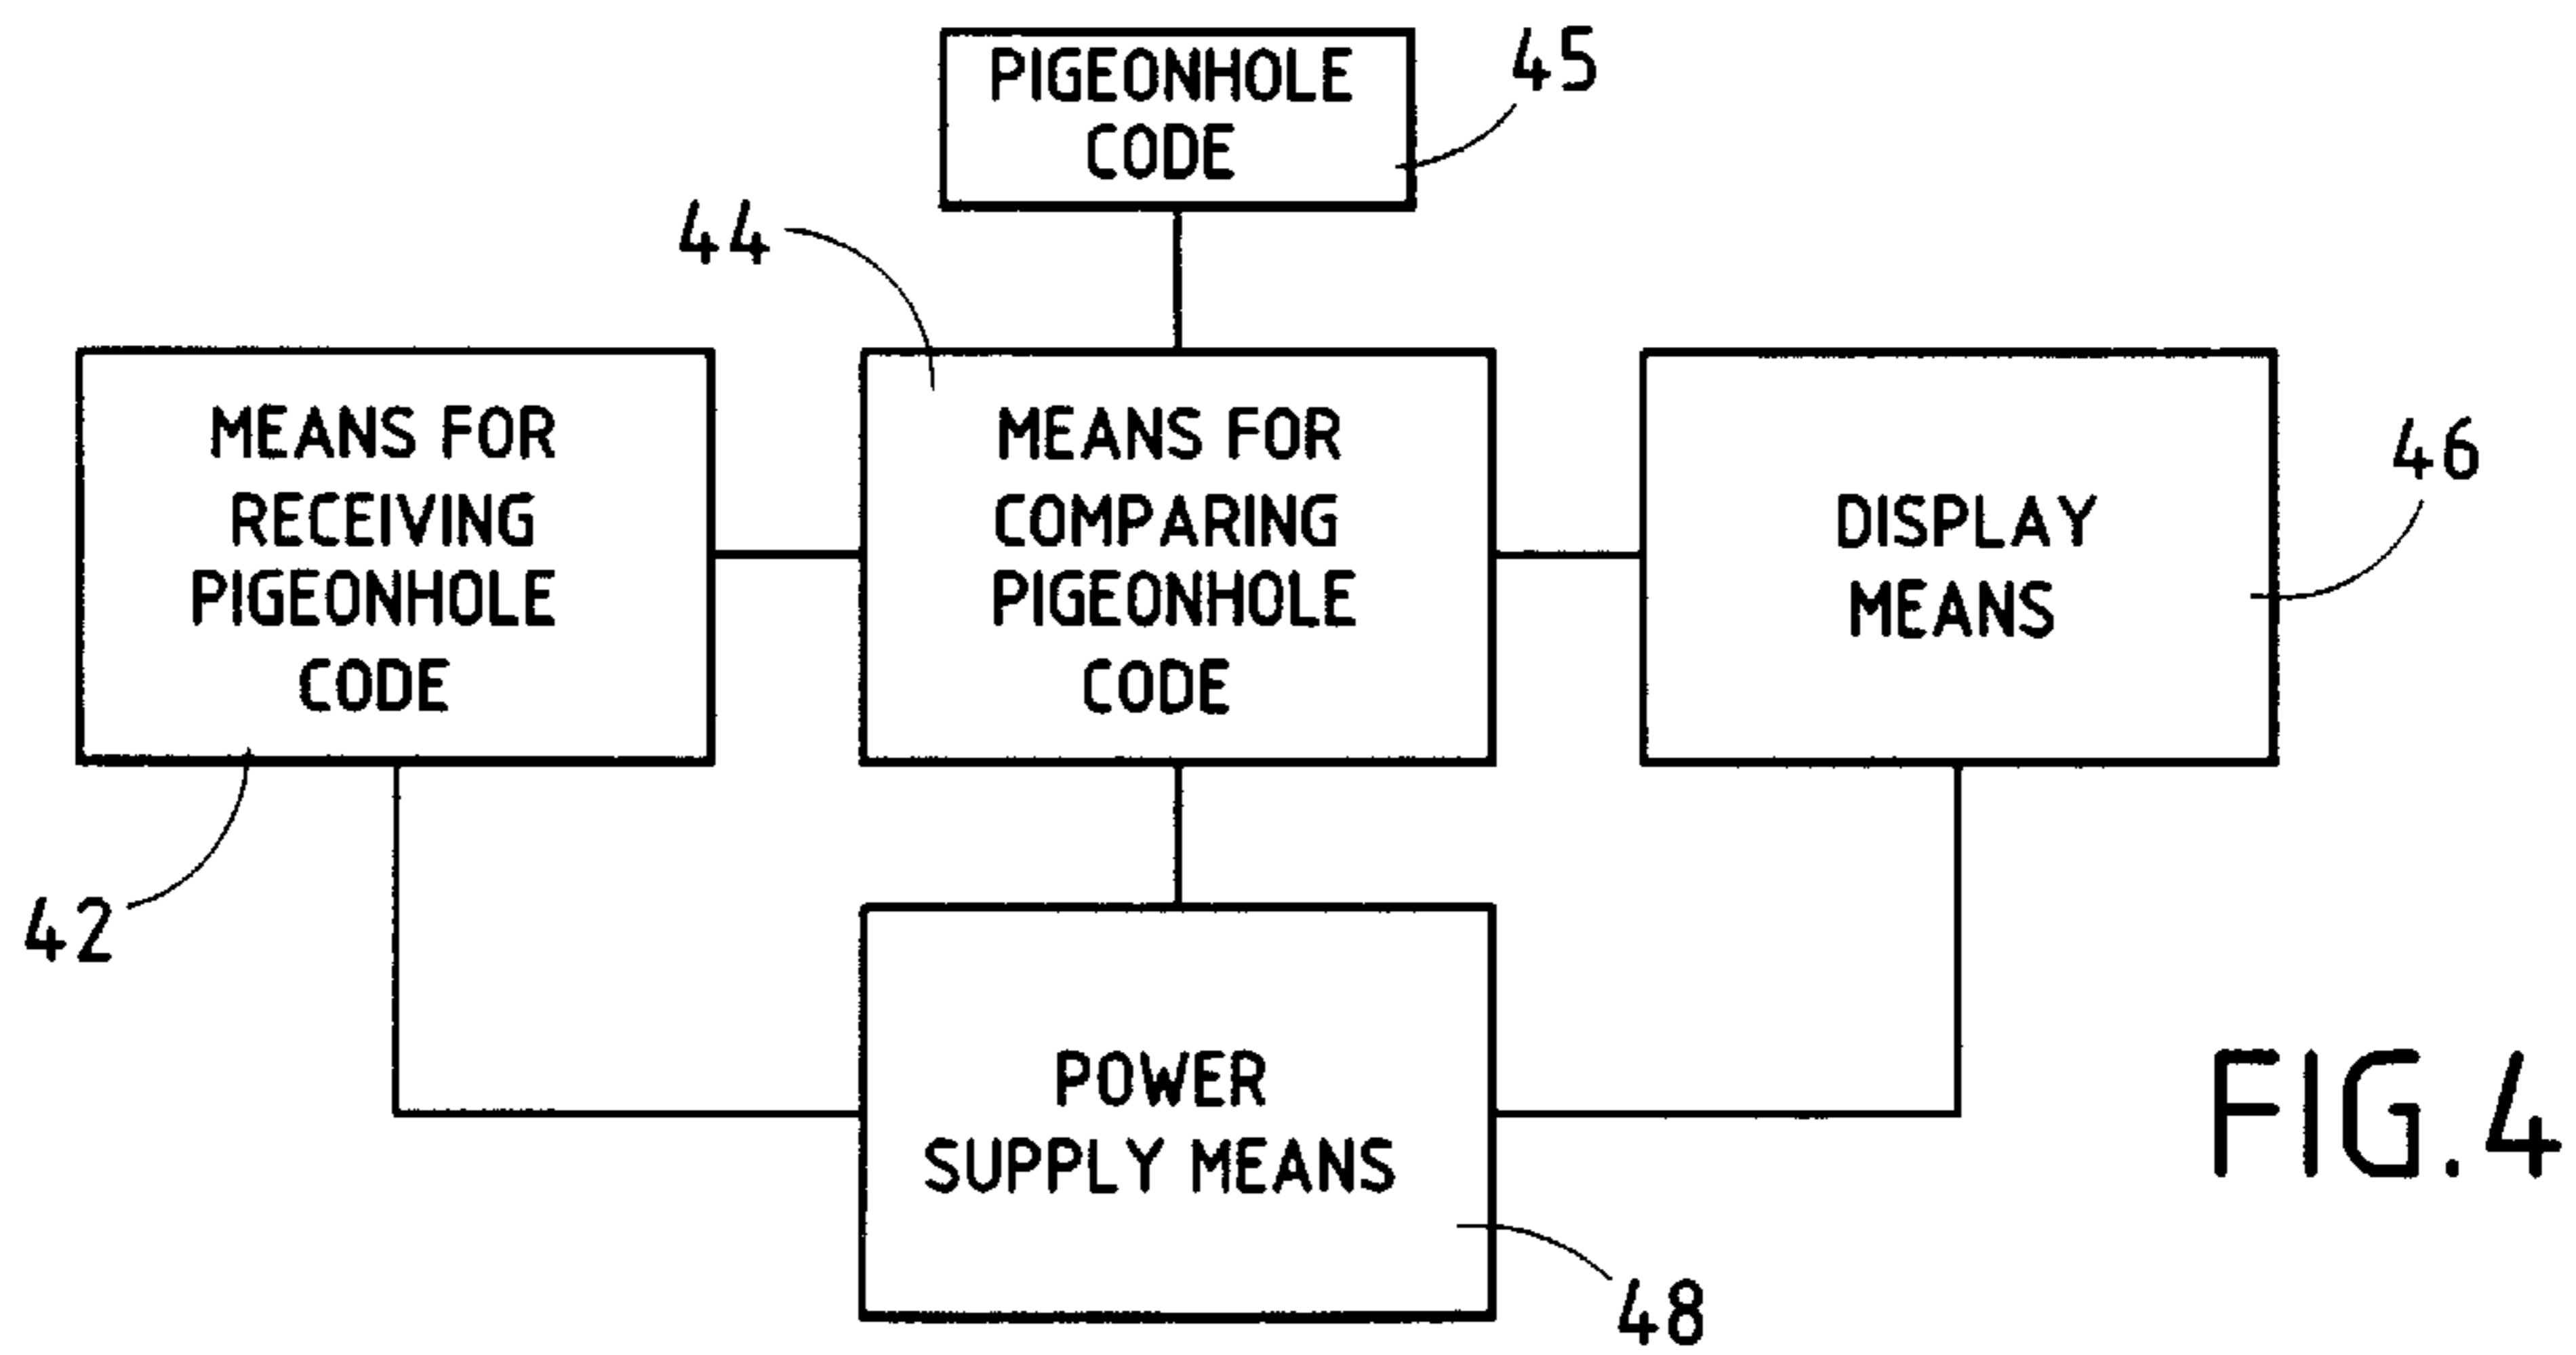 PIGEONHOLE
CODE
45
44
MEANS FOR
RECEIVING
PIGEONHOLE
CODE
42
MEANS FOR
COMPARING
PIGEONHOLE
CODE
DISPLAY
MEANS
46
POWER
SUPPLY MEANS
48
FIG.4